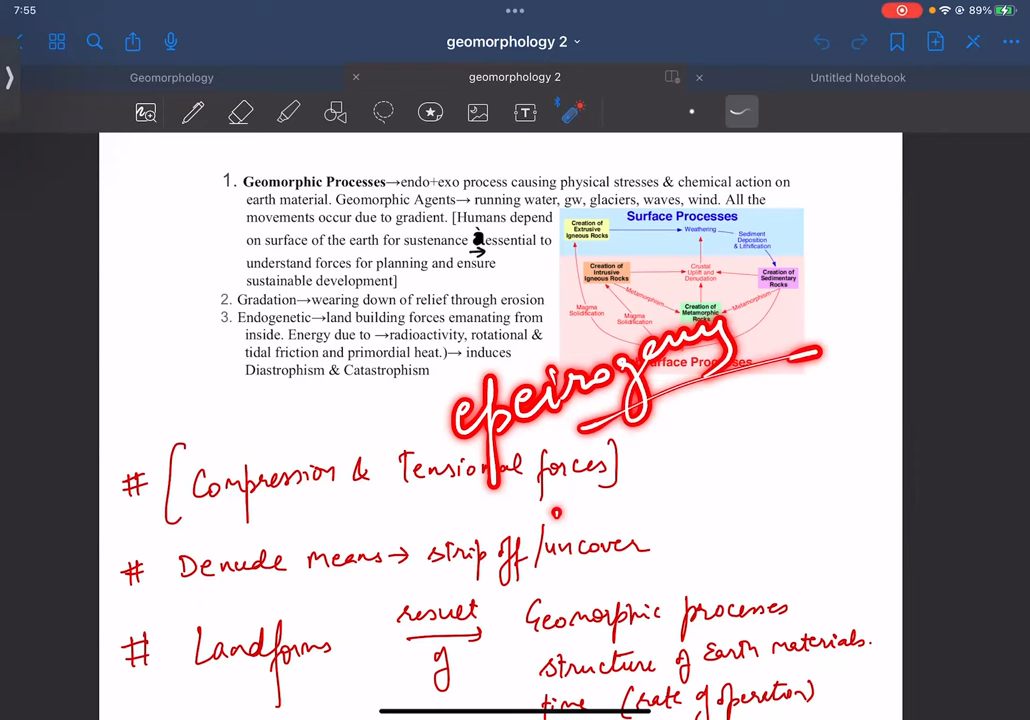 7:55
89%
geomorphology 2
Geomorphology
geomorphology 2
Untitled Notebook
1. Geomorphic Processes→endo+exo process causing physical stresses & chemical action on
earth material. Geomorphic Agents→ running water, gw, glaciers, waves, wind. All the
movements occur due to gradient. [Humans depend
on surface of the earth for sustenance essential to
understand forces for planning and ensure
sustainable development]
2. Gradation→wearing down of relief through erosion
3. Endogenetic→land building forces emanating from
inside. Energy due to →radioactivity, rotational &
tidal friction and primordial heat.)→ induces
Diastrophism & Catastrophism
Surface Processes
Creation of
Extrusive
Igneous Rocks
Weathering
Sediment
Deposition
& Lithification
Creation of
Intrusive
Igneous Rocks
Crustal
Uplift and
Denudation
Creation of
Sedimentary
Rocks
Metamorphism
Metamorphism
Magma
Solidification
Magma
Solidification
Creation of
Metamorphic
Rocks
surface Processes
epeirogeny
# [Compression & Tensional forces]
# Denude means → strip off/uncover
# Landforms result of Geomorphic processes
structure of Earth materials.
time (rate of operation)